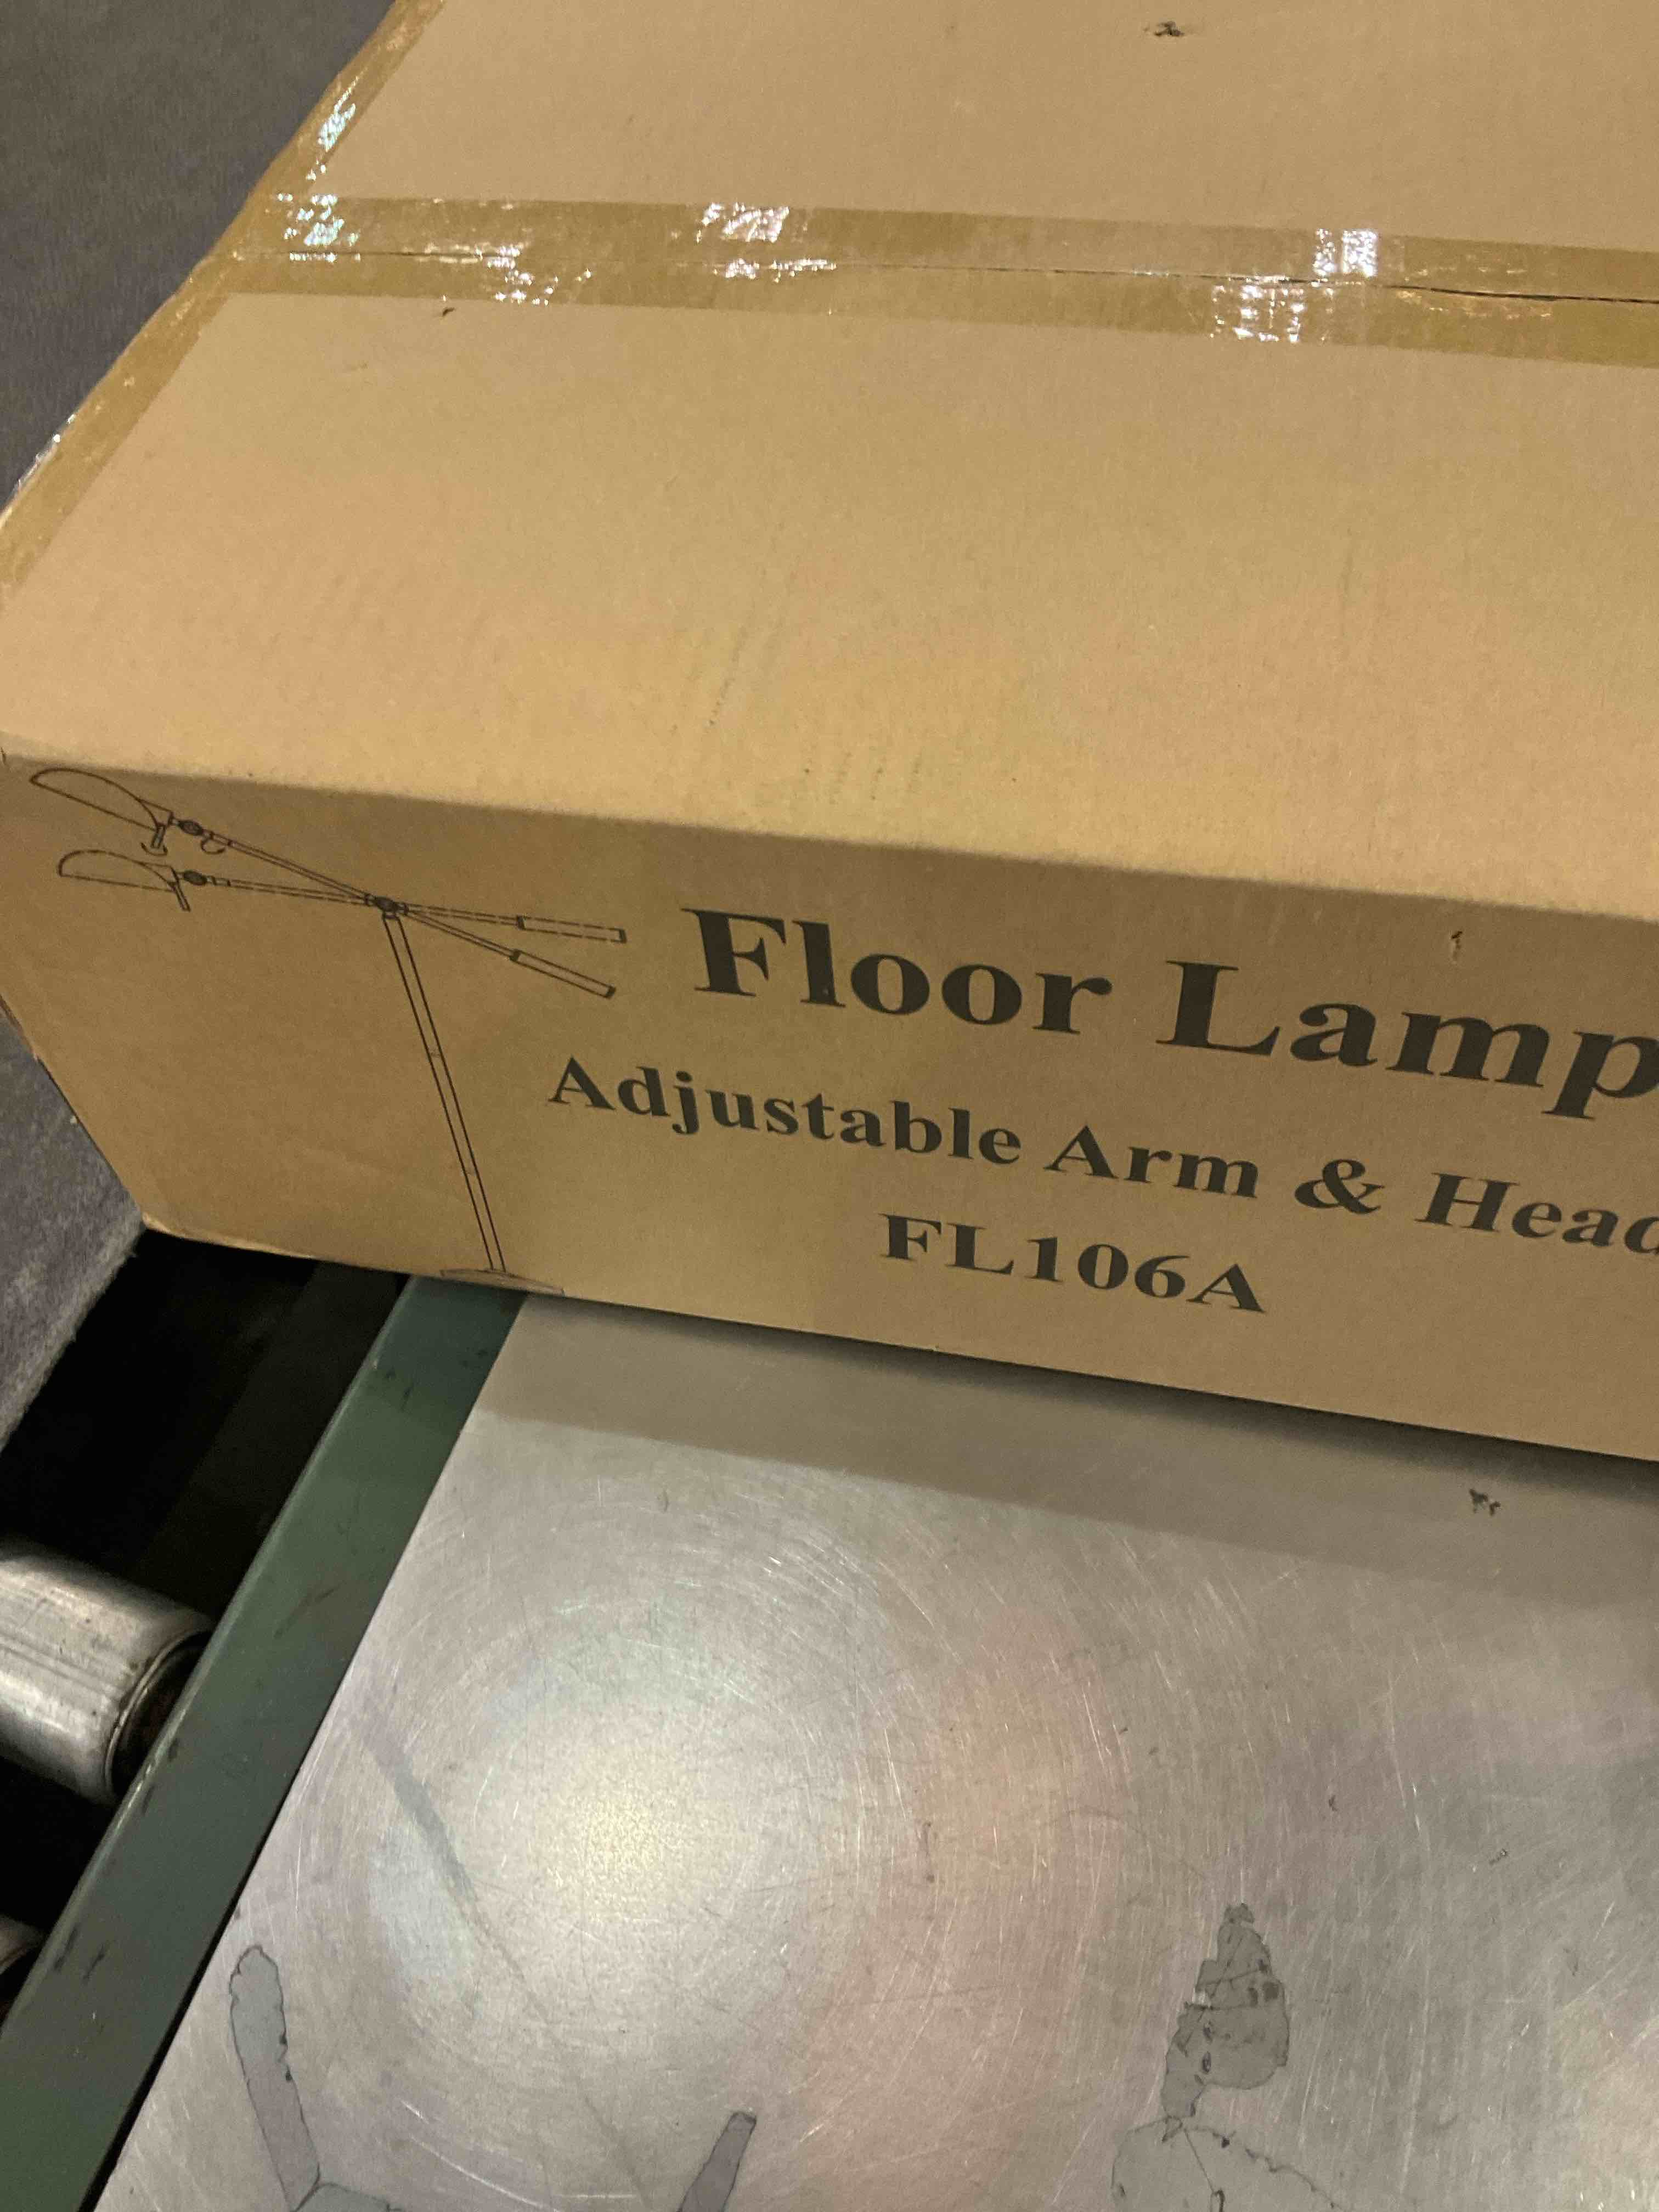 Floor Lamp
Adjustable Arm & Head
FL106A